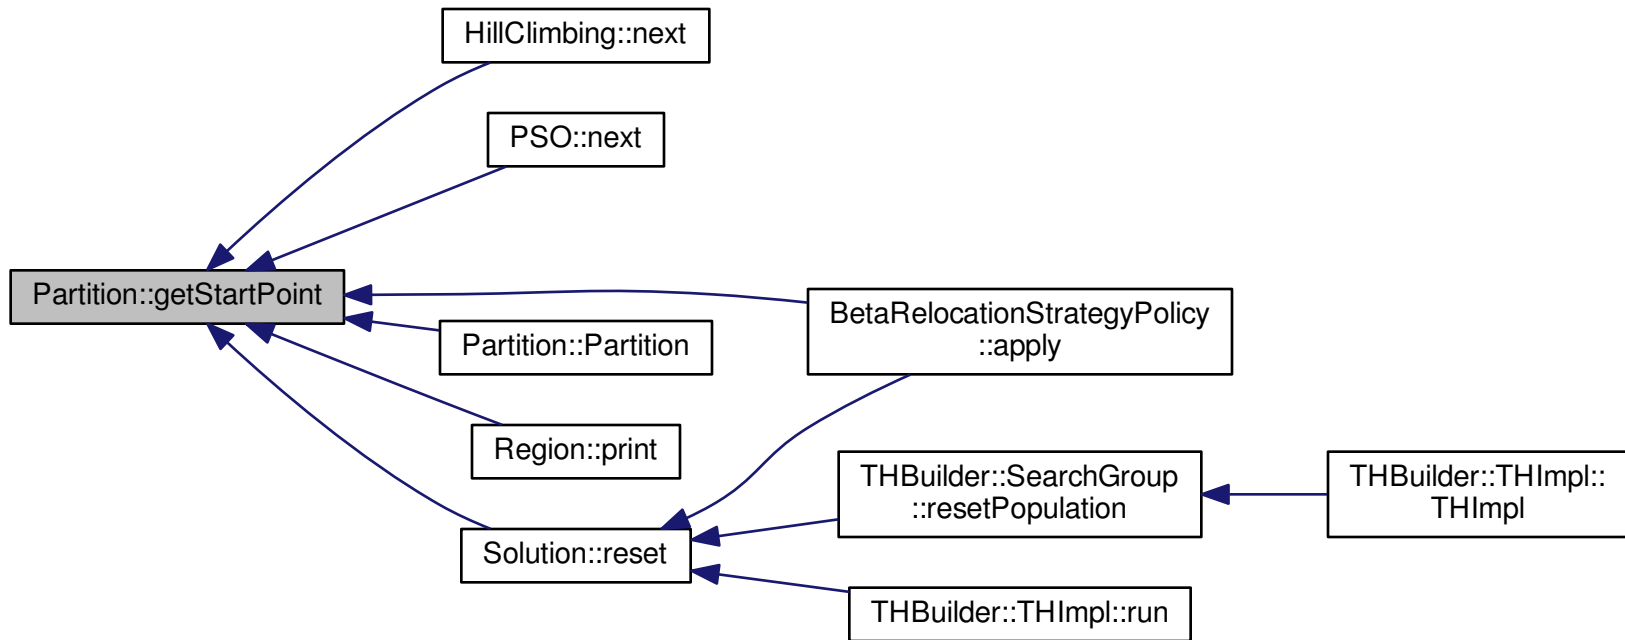 HillClimbing::next
PSO::next
Partition::getStartPoint
BetaRelocationStrategyPolicy
::apply
Partition::Partition
Region::print
THBuilder::SearchGroup
::resetPopulation
THBuilder::THImpl::
THImpl
Solution::reset
THBuilder::THImpl::run